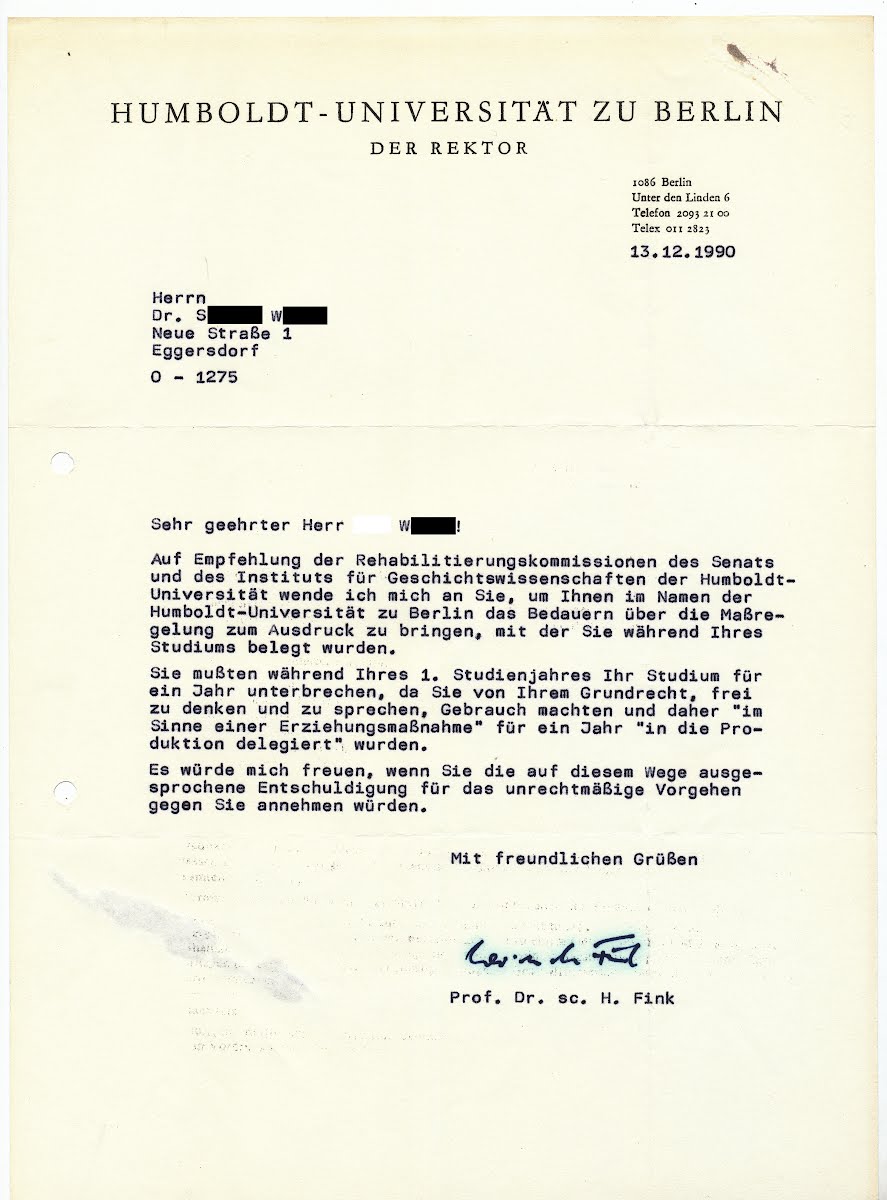 HUMBOLDT-UNIVERSITÄT ZU BERLIN
DER REKTOR
1086 Berlin
Unter den Linden 6
Telefon 2093 21 00
Telex 011 2823
13.12.1990
Herrn
Dr. S W
Neue Straße 1
Eggersdorf
O - 1275
Sehr geehrter Herr W !
Auf Empfehlung der Rehabilitierungskommissionen des Senats
und des Instituts für Geschichtswissenschaften der Humboldt-
Universität wende ich mich an Sie, um Ihnen im Namen der
Humboldt-Universität zu Berlin das Bedauern über die Maßre-
gelung zum Ausdruck zu bringen, mit der Sie während Ihres
Studiums belegt wurden.
Sie mußten während Ihres 1. Studienjahres Ihr Studium für
ein Jahr unterbrechen, da Sie von Ihrem Grundrecht, frei
zu denken und zu sprechen, Gebrauch machten und daher "im
Sinne einer Erziehungsmaßnahme" für ein Jahr "in die Pro-
duktion delegiert" wurden.
Es würde mich freuen, wenn Sie die auf diesem Wege ausge-
sprochene Entschuldigung für das unrechtmäßige Vorgehen
gegen Sie annehmen würden.
Mit freundlichen Grüßen
Prof. Dr. sc. H. Fink